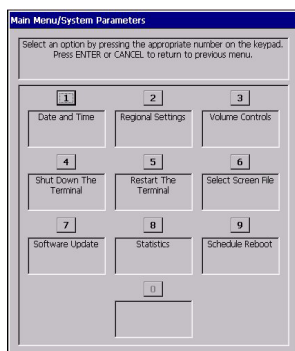 Main Menu/System Parameters
Select an option by pressing the appropriate number on the keypad.
Press ENTER or CANCEL to return to previous menu.
1 2 3
Date and Time Regional Settings Volume Controls
4 5 6
Shut Down The Terminal Restart The Terminal Select Screen File
7 8 9
Software Update Statistics Schedule Reboot
0